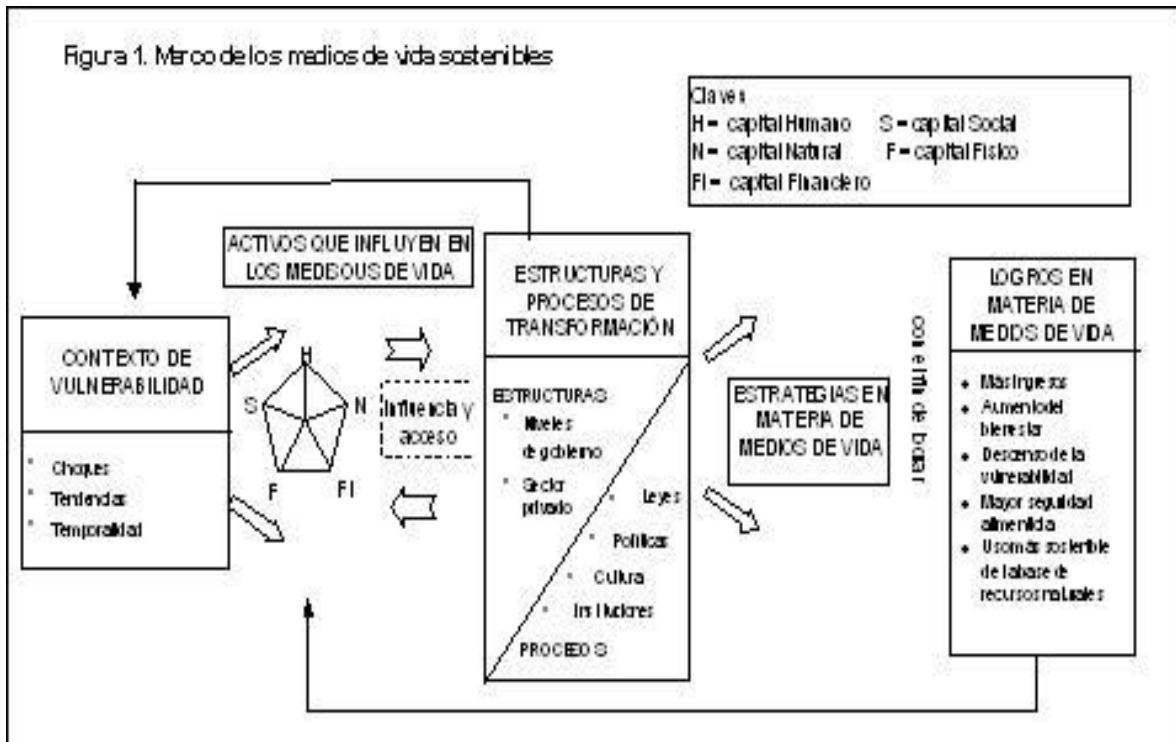 Figura 1. Marco de los medios de vida sostenibles
Claves
H = capital Humano S = capital Social
N = capital Natural F = capital Físico
FI = capital Financiero
ACTIVOS QUE INFLUYEN EN
LOS MEDISOUS DE VIDA
CONTEXTO DE
VULNERABILIDAD
Choques
Tendencias
Temporalidad
H
S
N
F
FI
Influencia y
acceso
ESTRUCTURAS Y
PROCESOS DE
TRANSFORMACIÓN
ESTRUCTURAS
Niveles
de gobierno
Sector
privado
Leyes
Políticas
Cultura
Instituciones
PROCESOS
ESTRATEGIAS EN
MATERIA DE
MEDIOS DE VIDA
con el fin de
LOGROS EN
MATERIA DE
MEDIOS DE VIDA
Más ingresos
Aumento del
bienestar
Descenso de la
vulnerabilidad
Mayor seguridad
alimenticia
Uso más sostenible
de la base de
recursos naturales